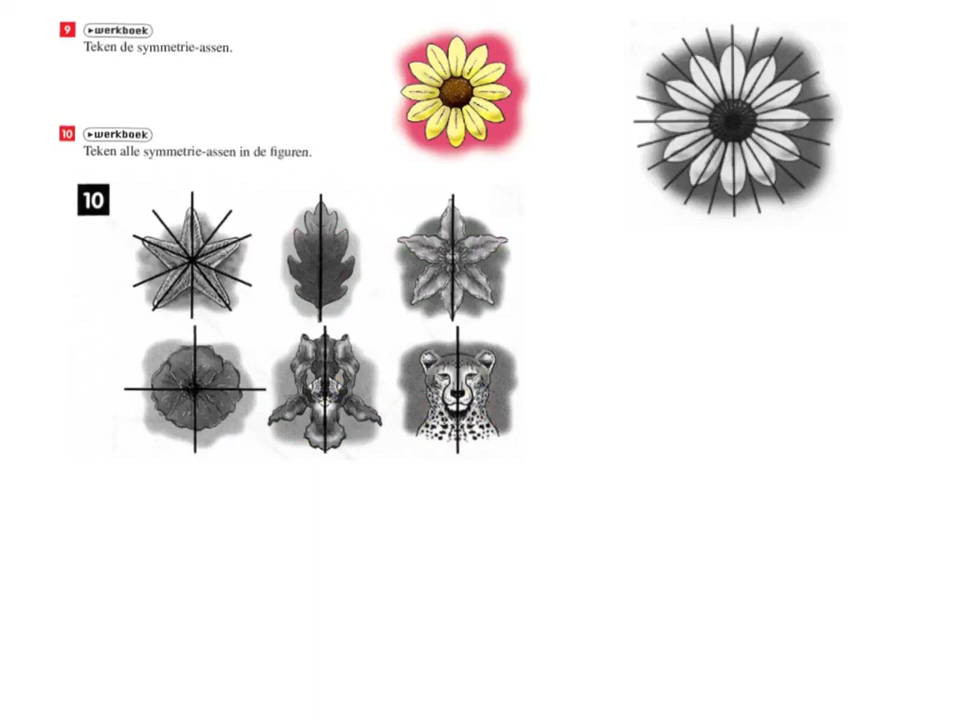 9 ►werkboek
Teken de symmetrie-assen.
10 ►werkboek
Teken alle symmetrie-assen in de figuren.
10